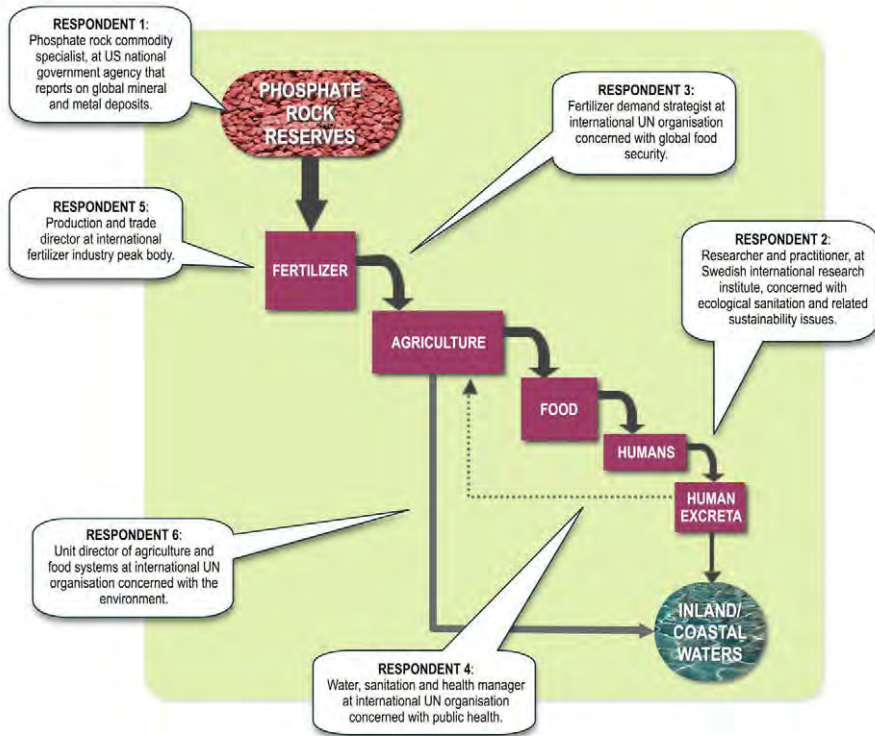 RESPONDENT 1:
Phosphate rock commodity
specialist, at US national
government agency that
reports on global mineral
and metal deposits.
PHOSPHATE
ROCK
RESERVES
RESPONDENT 3:
Fertilizer demand strategist at
international UN organisation
concerned with global food
security.
RESPONDENT 5:
Production and trade
director at international
fertilizer industry peak body.
FERTILIZER
RESPONDENT 2:
Researcher and practitioner, at
Swedish international research
institute, concerned with
ecological sanitation and related
sustainability issues.
AGRICULTURE
FOOD
HUMANS
HUMAN
EXCRETA
RESPONDENT 6:
Unit director of agriculture and
food systems at international UN
organisation concerned with the
environment.
INLAND/
COASTAL
WATERS
RESPONDENT 4:
Water, sanitation and health manager
at international UN organisation
concerned with public health.